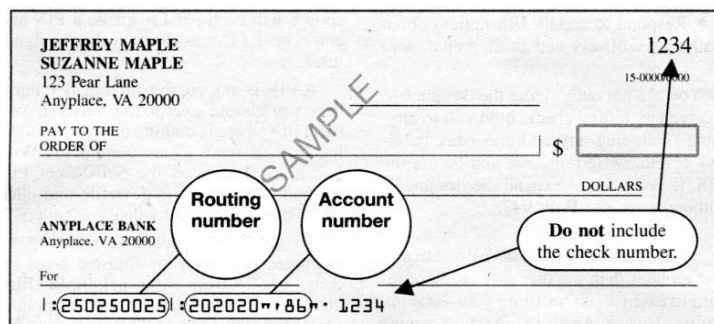 JEFFREY MAPLE
SUZANNE MAPLE
123 Pear Lane
Anyplace, VA 20000
1234
15-0000/0000
PAY TO THE
ORDER OF
$
SAMPLE
DOLLARS
Routing
number
Account
number
ANYPLACE BANK
Anyplace, VA 20000
Do not include
the check number.
For
|:250250025|:202020"'86"' 1234